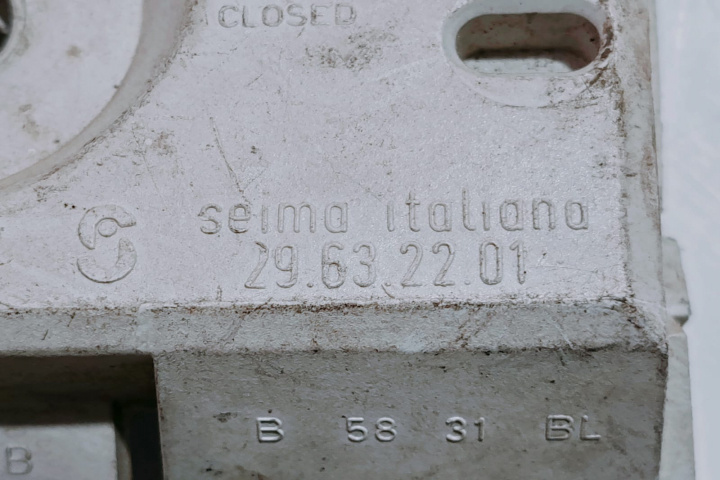 CLOSED
seima italiana
29.63.22.01
B 58 31 BL
B